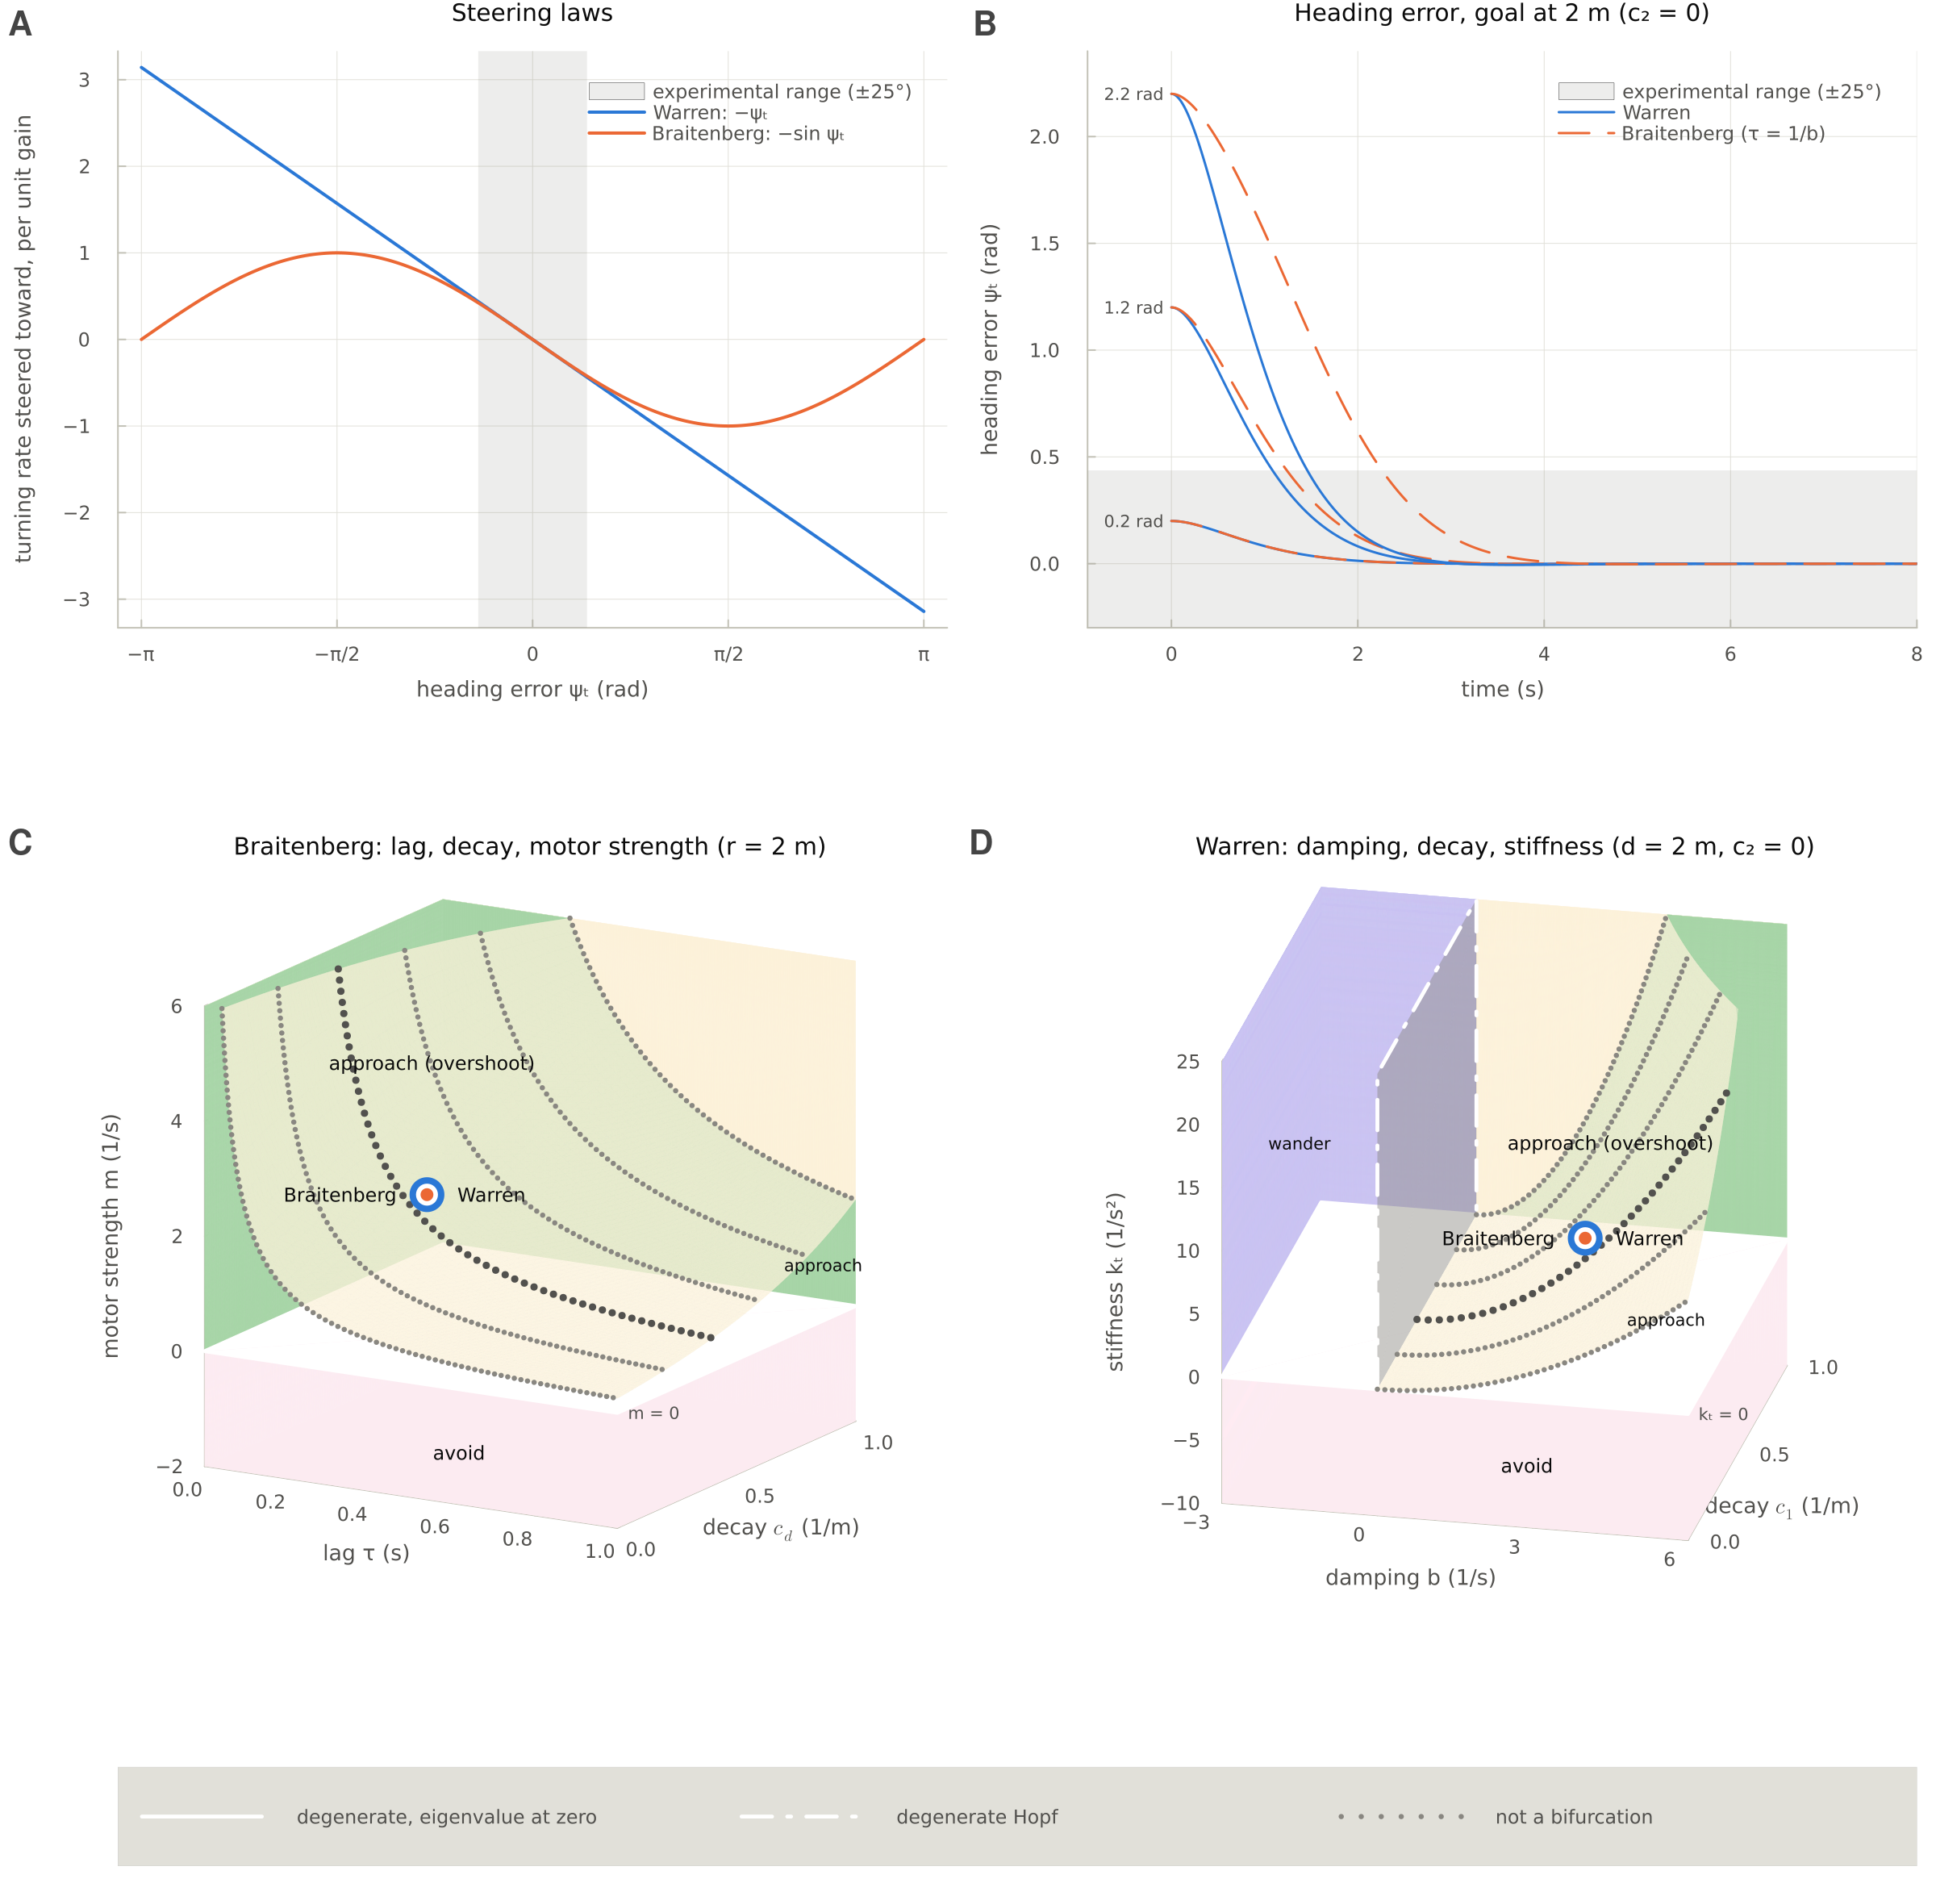 A
Steering laws
turning rate steered toward, per unit gain
3
2
1
0
−1
−2
−3
experimental range (±25°)
Warren: −ψₜ
Braitenberg: −sin ψₜ
−π
−π/2
0
π/2
π
heading error ψₜ (rad)
B
Heading error, goal at 2 m (c₂ = 0)
heading error ψₜ (rad)
2.0
1.5
1.0
0.5
0.0
2.2 rad
1.2 rad
0.2 rad
experimental range (±25°)
Warren
Braitenberg (τ = 1/b)
0
2
4
6
8
time (s)
C
Braitenberg: lag, decay, motor strength (r = 2 m)
motor strength m (1/s)
6
4
2
0
−2
approach (overshoot)
Braitenberg
Warren
approach
m = 0
avoid
0.0
0.2
0.4
0.6
0.8
1.0
lag τ (s)
0.0
0.5
1.0
decay c_d (1/m)
D
Warren: damping, decay, stiffness (d = 2 m, c₂ = 0)
stiffness kₜ (1/s²)
25
20
15
10
5
0
−5
−10
wander
approach (overshoot)
Braitenberg
Warren
approach
kₜ = 0
avoid
−3
0
3
6
damping b (1/s)
0.0
0.5
1.0
decay c₁ (1/m)
degenerate, eigenvalue at zero
degenerate Hopf
not a bifurcation